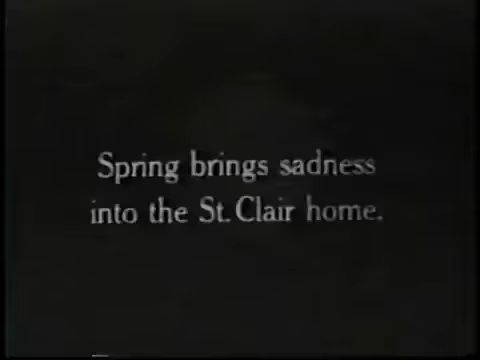 Spring brings sadness
into the St. Clair home.